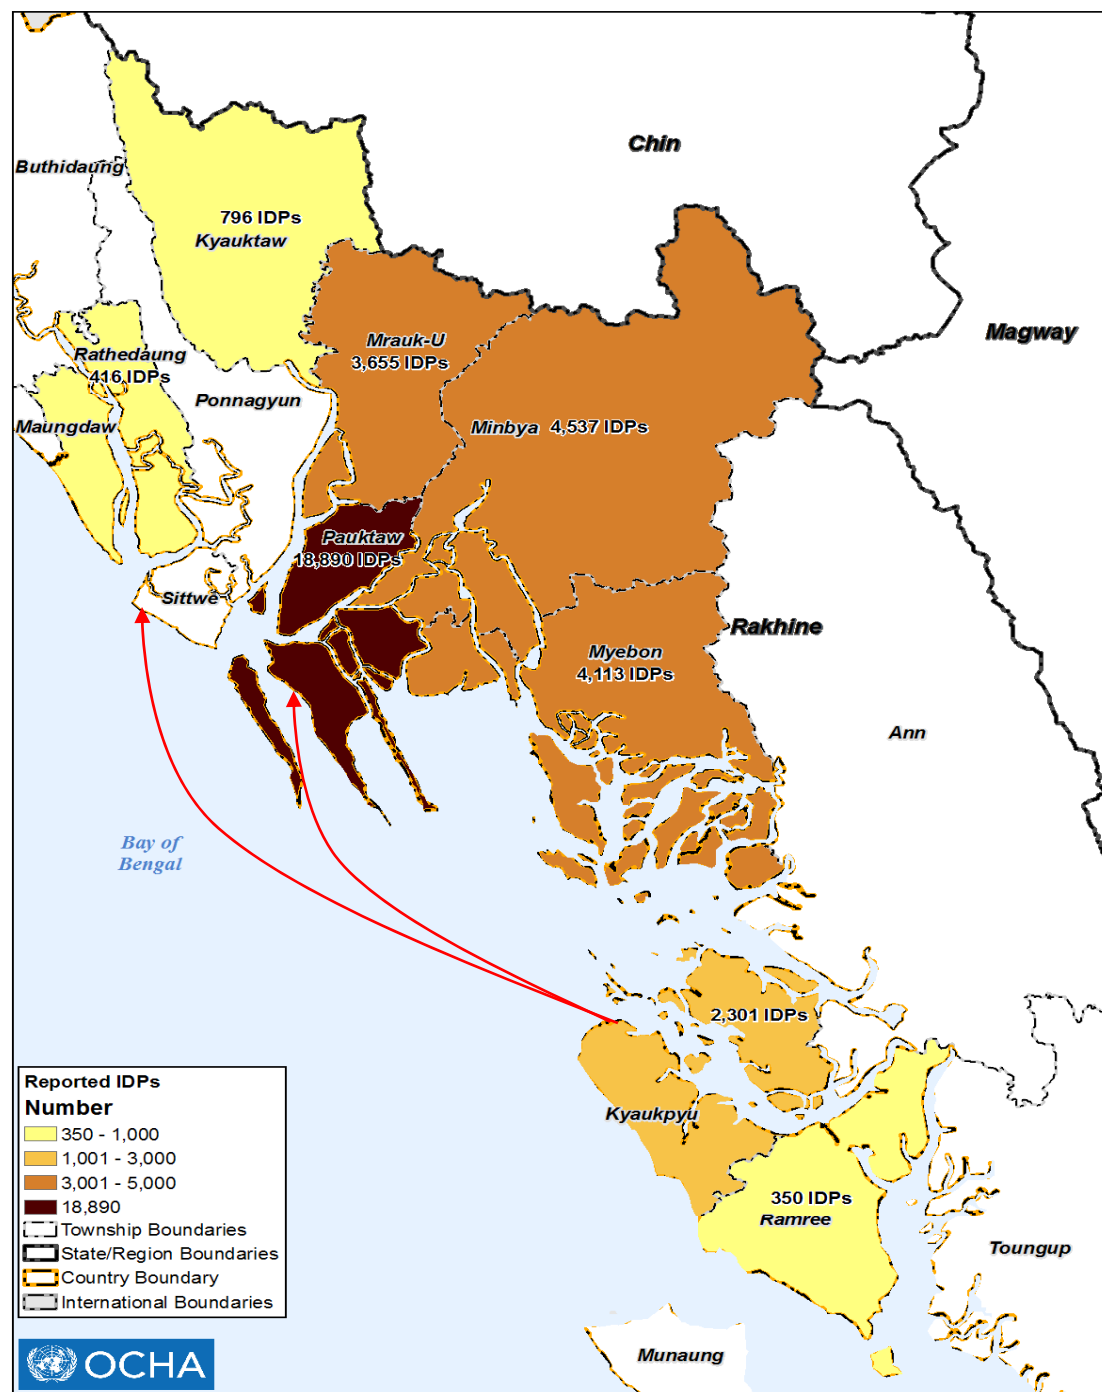 Chin
Buthidaung
796 IDPs
Kyauktaw
Magway
Mrauk-U
3,655 IDPs
Rathedaung
416 IDPs
Ponnagyun
Maungdaw
Minbya 4,537 IDPs
Pauktaw
18,890 IDPs
Sittwe
Rakhine
Myebon
4,113 IDPs
Ann
Bay of
Bengal
2,301 IDPs
Kyaukpyu
350 IDPs
Ramree
Toungup
Munaung
Reported IDPs
Number
350 - 1,000
1,001 - 3,000
3,001 - 5,000
18,890
Township Boundaries
State/Region Boundaries
Country Boundary
International Boundaries
OCHA